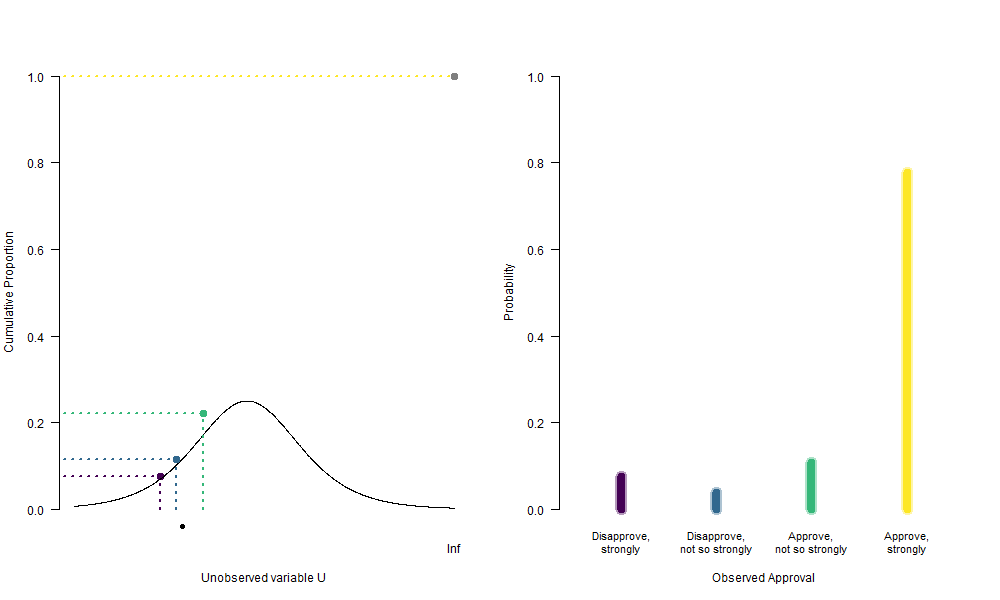 1.0
0.8
0.6
0.4
0.2
0.0
Cumulative Proportion
Inf
Unobserved variable U
1.0
0.8
0.6
0.4
0.2
0.0
Probability
Disapprove,
strongly
Disapprove,
not so strongly
Approve,
not so strongly
Approve,
strongly
Observed Approval